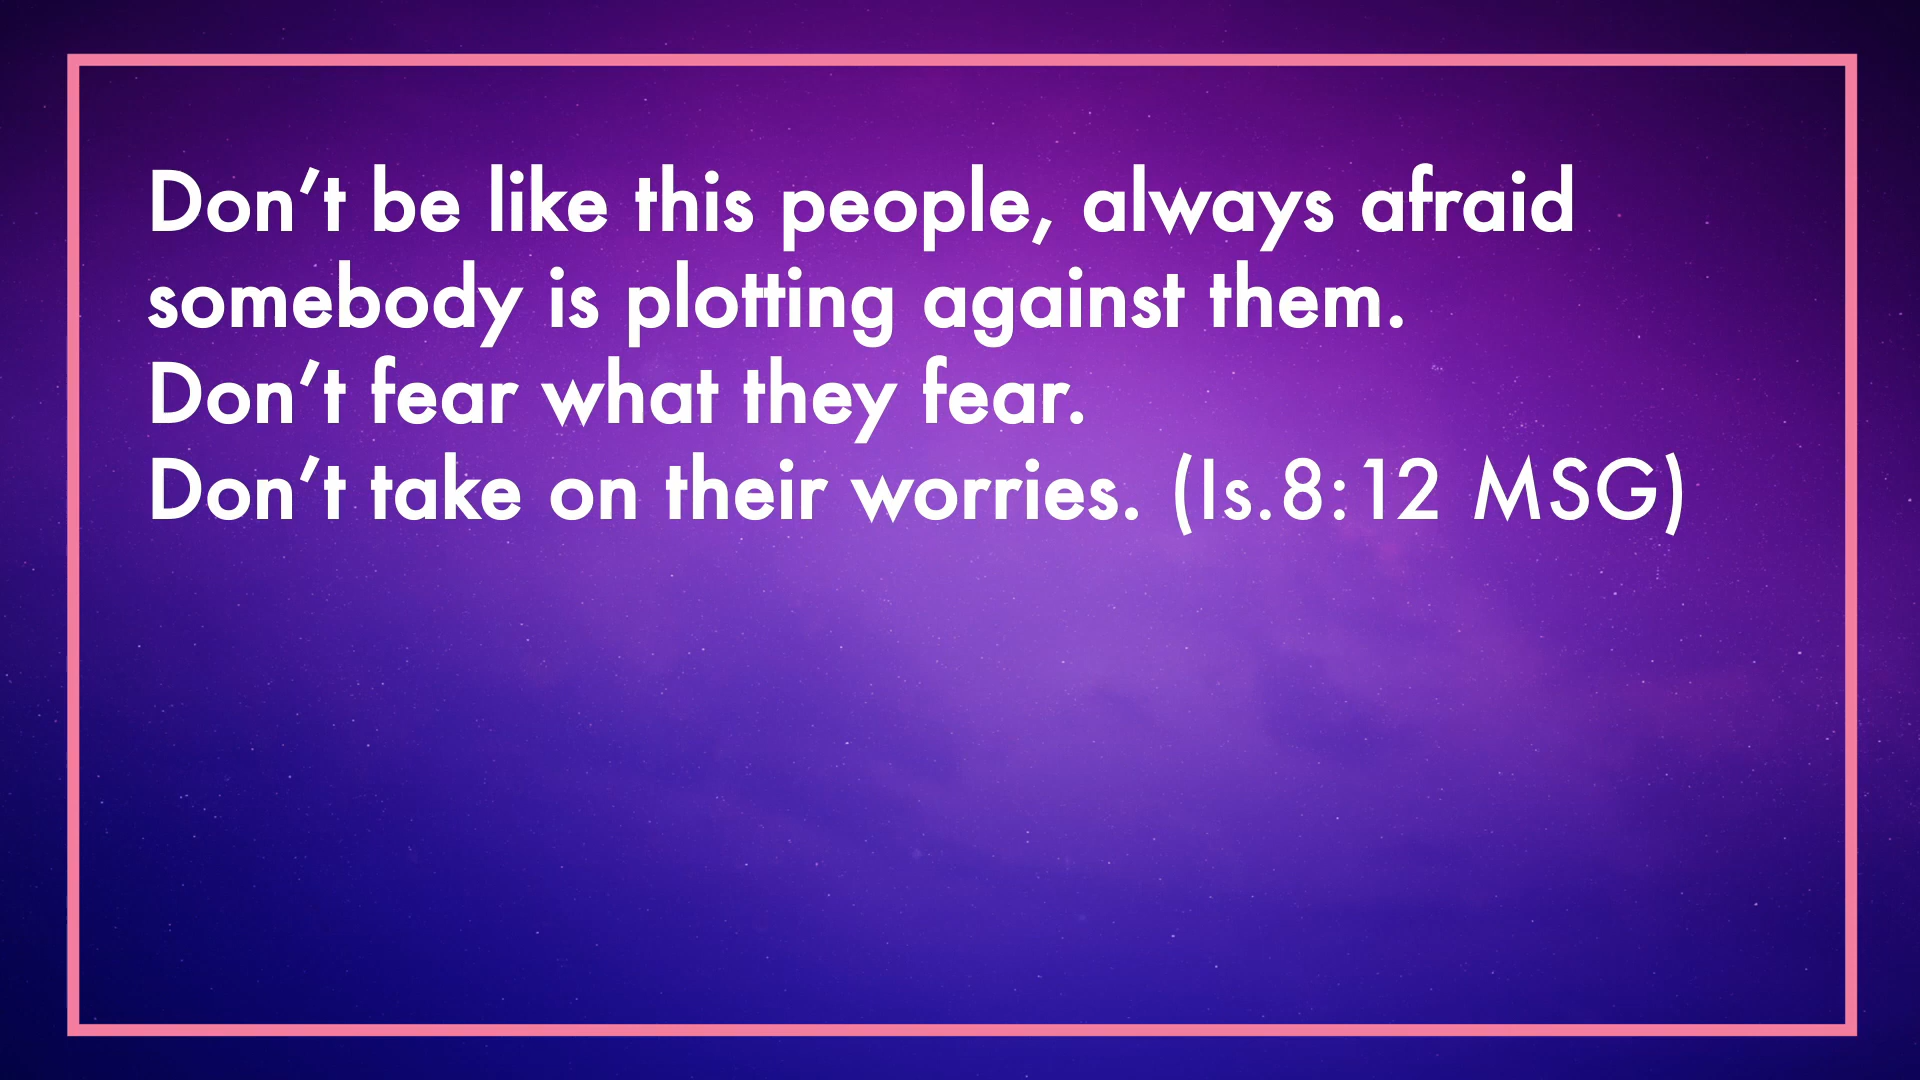 Don’t be like this people, always afraid
somebody is plotting against them.
Don’t fear what they fear.
Don’t take on their worries. (Is.8:12 MSG)